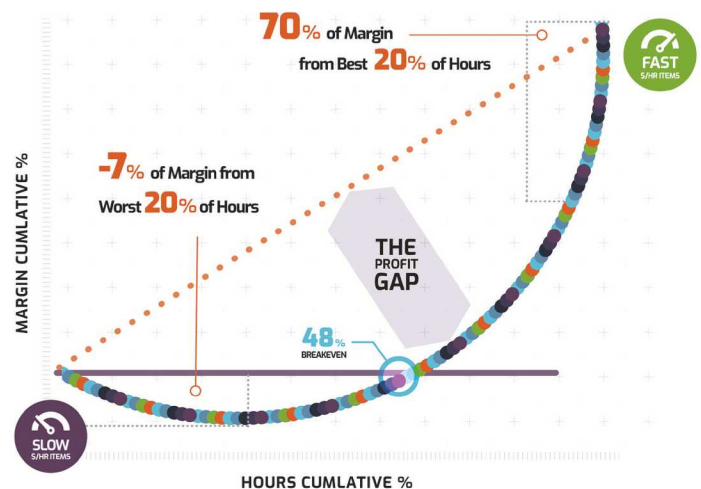 70% of Margin
from Best 20% of Hours
FAST
$/HR ITEMS
-7% of Margin from
Worst 20% of Hours
MARGIN CUMLATIVE %
THE
PROFIT
GAP
48%
BREAKEVEN
SLOW
$/HR ITEMS
HOURS CUMLATIVE %